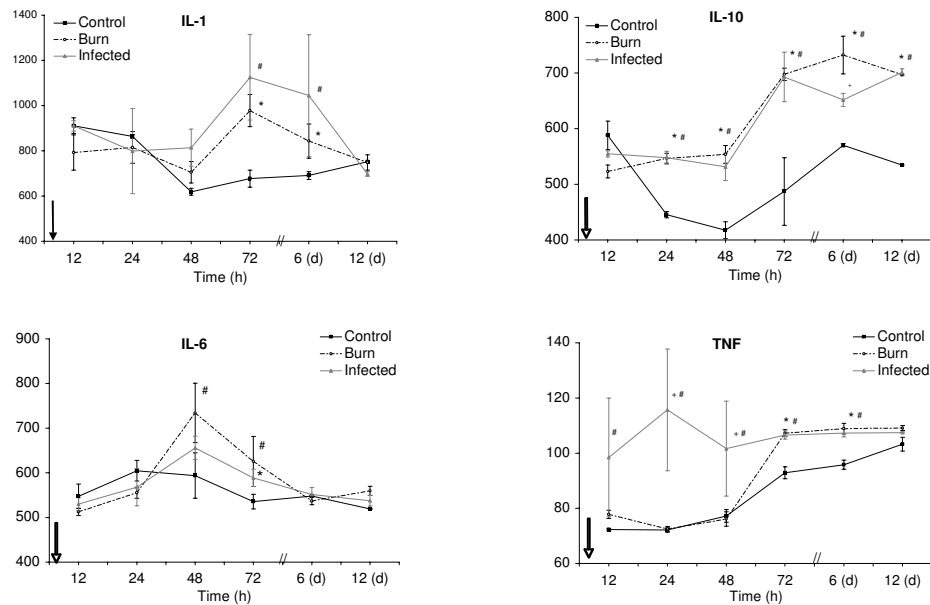 IL-1
Control
Burn
Infected
1400
1200
1000
800
600
400
#
*
#
*
12 24 48 72 // 6 (d) 12 (d)
Time (h)
IL-10
Control
Burn
Infected
800
700
600
500
400
* #
* #
* #
* #
+
* #
12 24 48 72 // 6 (d) 12 (d)
Time (h)
IL-6
Control
Burn
Infected
900
800
700
600
500
400
#
#
*
12 24 48 72 // 6 (d) 12 (d)
Time (h)
TNF
Control
Burn
Infected
140
120
100
80
60
#
+ #
+ #
* #
* #
12 24 48 72 // 6 (d) 12 (d)
Time (h)